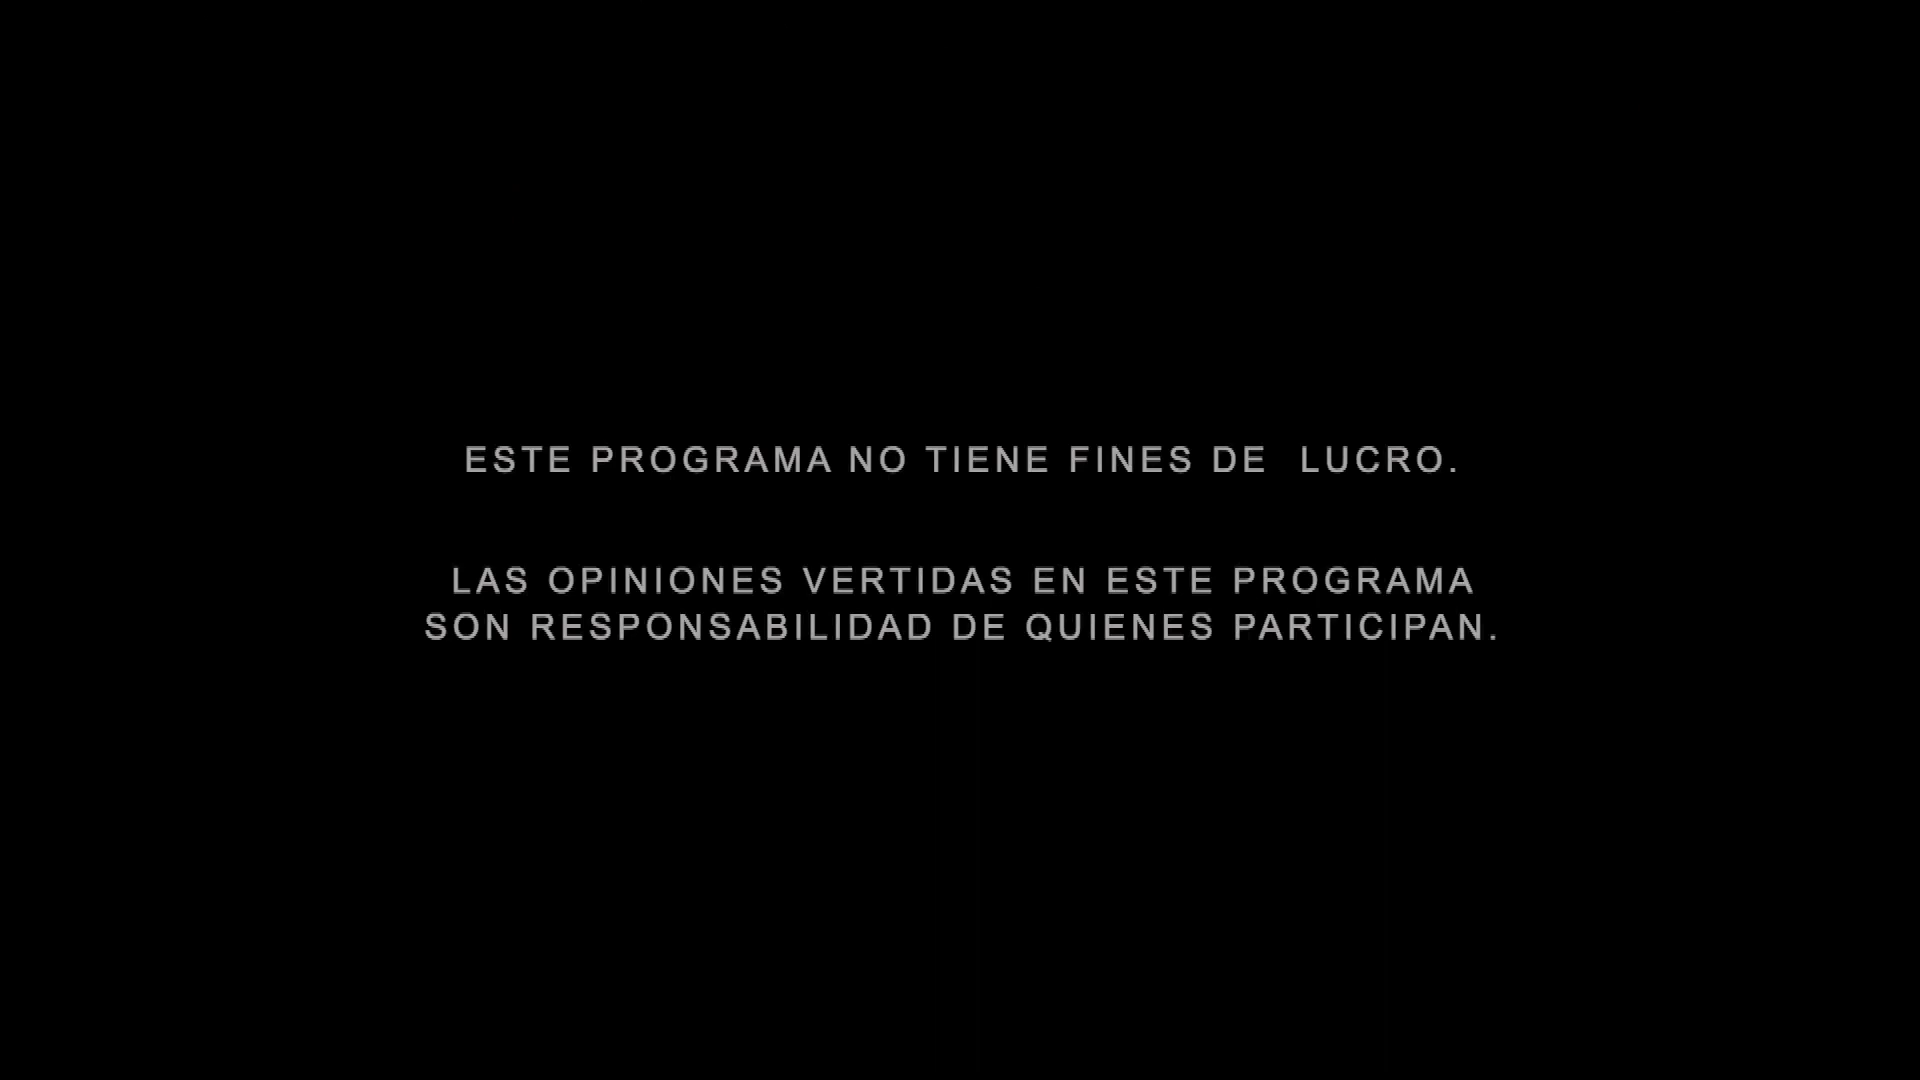 ESTE PROGRAMA NO TIENE FINES DE  LUCRO.
LAS OPINIONES VERTIDAS EN ESTE PROGRAMA
SON RESPONSABILIDAD DE QUIENES PARTICIPAN.